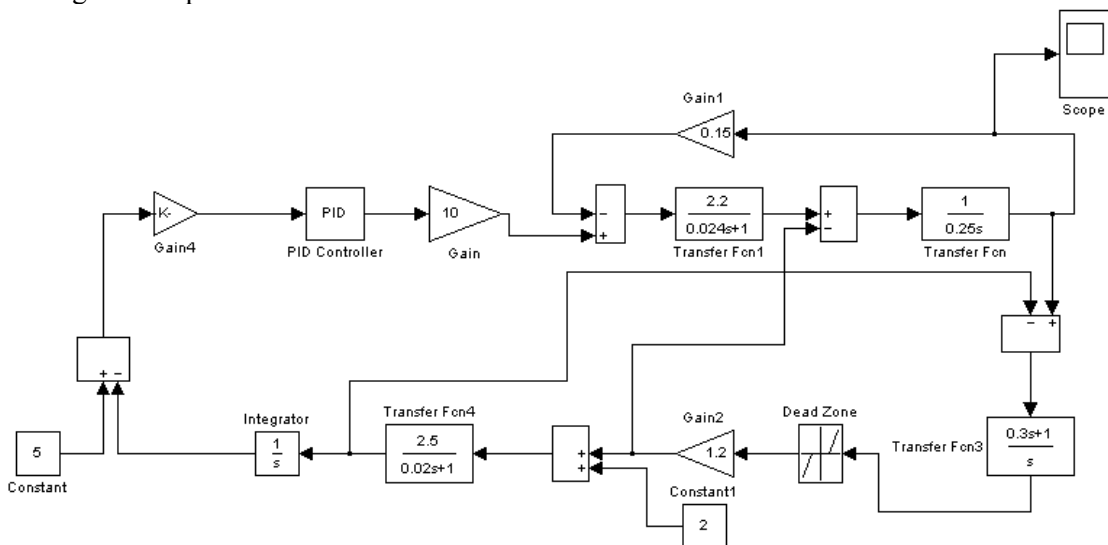 Scope
Gain1
0.15
K-
Gain4
PID
PID Controller
10
Gain
-
+
2.2
0.024s+1
Transfer Fcn1
+
-
1
0.25s
Transfer Fcn
- +
+ -
5
Constant
Integrator
1
s
Transfer Fcn4
2.5
0.02s+1
+
+
Gain2
1.2
Constant1
2
Dead Zone
Transfer Fcn3
0.3s+1
s